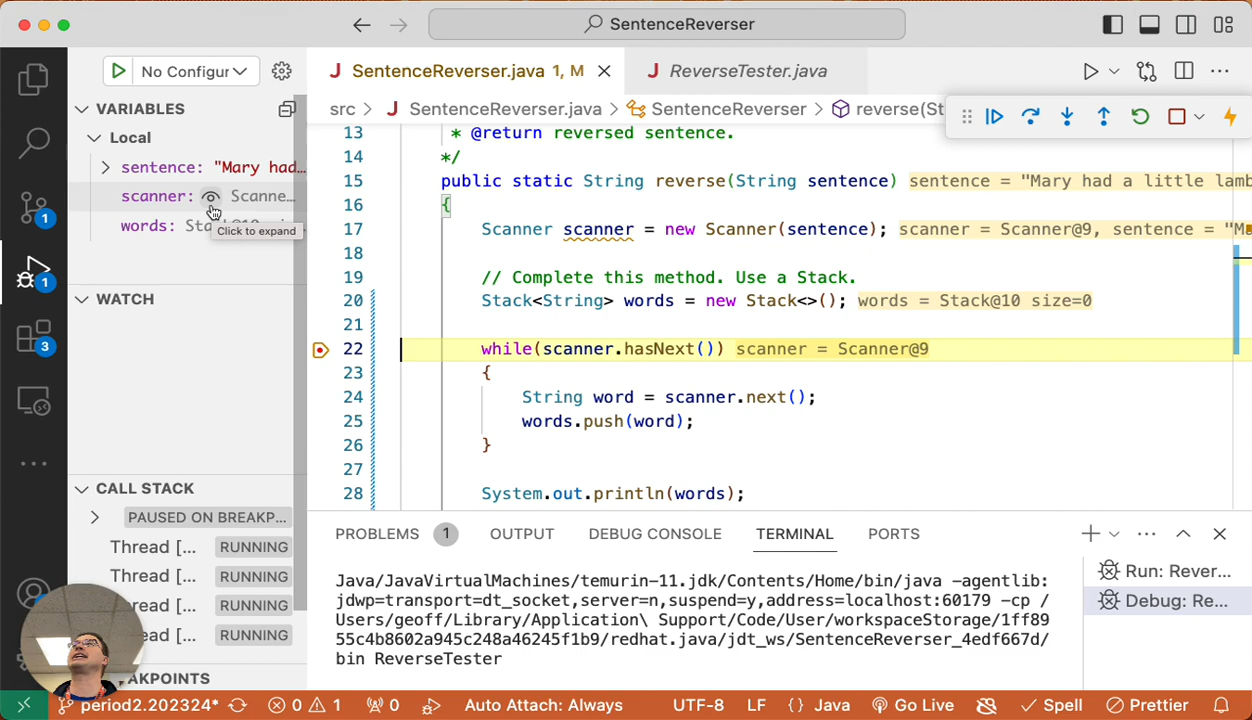 SentenceReverser
No Configur
SentenceReverser.java 1, M
ReverseTester.java
VARIABLES
src > SentenceReverser.java > SentenceReverser > reverse(St
Local
sentence: "Mary had...
scanner: Scanne...
words:
Click to expand
WATCH
13 * @return reversed sentence.
14 */
15 public static String reverse(String sentence) sentence = "Mary had a little lamb
16 {
17 Scanner scanner = new Scanner(sentence); scanner = Scanner@9, sentence = "Ma
18
19 // Complete this method. Use a Stack.
20 Stack<String> words = new Stack<>(); words = Stack@10 size=0
21
22 while(scanner.hasNext()) scanner = Scanner@9
23 {
24 String word = scanner.next();
25 words.push(word);
26 }
27
28 System.out.println(words);
1
1
3
CALL STACK
PAUSED ON BREAKP...
Thread [... RUNNING
Thread [... RUNNING
ead [... RUNNING
ead [... RUNNING
AKPOINTS
PROBLEMS 1 OUTPUT DEBUG CONSOLE TERMINAL PORTS
Java/JavaVirtualMachines/temurin-11.jdk/Contents/Home/bin/java -agentlib:
jdwp=transport=dt_socket,server=n,suspend=y,address=localhost:60179 -cp /
Users/geoff/Library/Application\ Support/Code/User/workspaceStorage/1ff89
55c4b8602a945c248a46245f1b9/redhat.java/jdt_ws/SentenceReverser_4edf667d/
bin ReverseTester
Run: Rever...
Debug: Re...
period2.202324* 0 1 0 Auto Attach: Always UTF-8 LF {} Java Go Live Spell Prettier